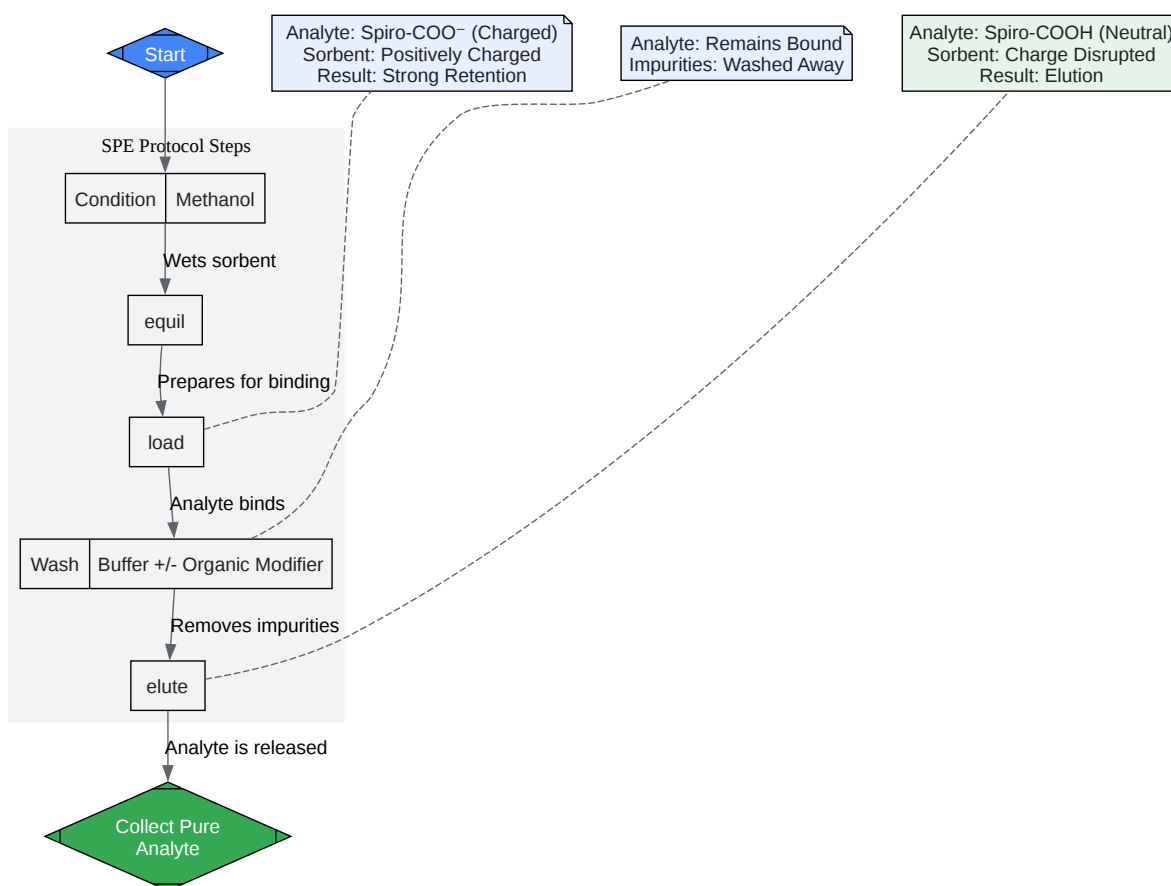 Start
Analyte: Spiro-COO⁻ (Charged)
Sorbent: Positively Charged
Result: Strong Retention
Analyte: Remains Bound
Impurities: Washed Away
Analyte: Spiro-COOH (Neutral)
Sorbent: Charge Disrupted
Result: Elution
SPE Protocol Steps
Condition
Methanol
Wets sorbent
equil
Prepares for binding
load
Analyte binds
Wash
Buffer +/- Organic Modifier
Removes impurities
elute
Analyte is released
Collect Pure
Analyte